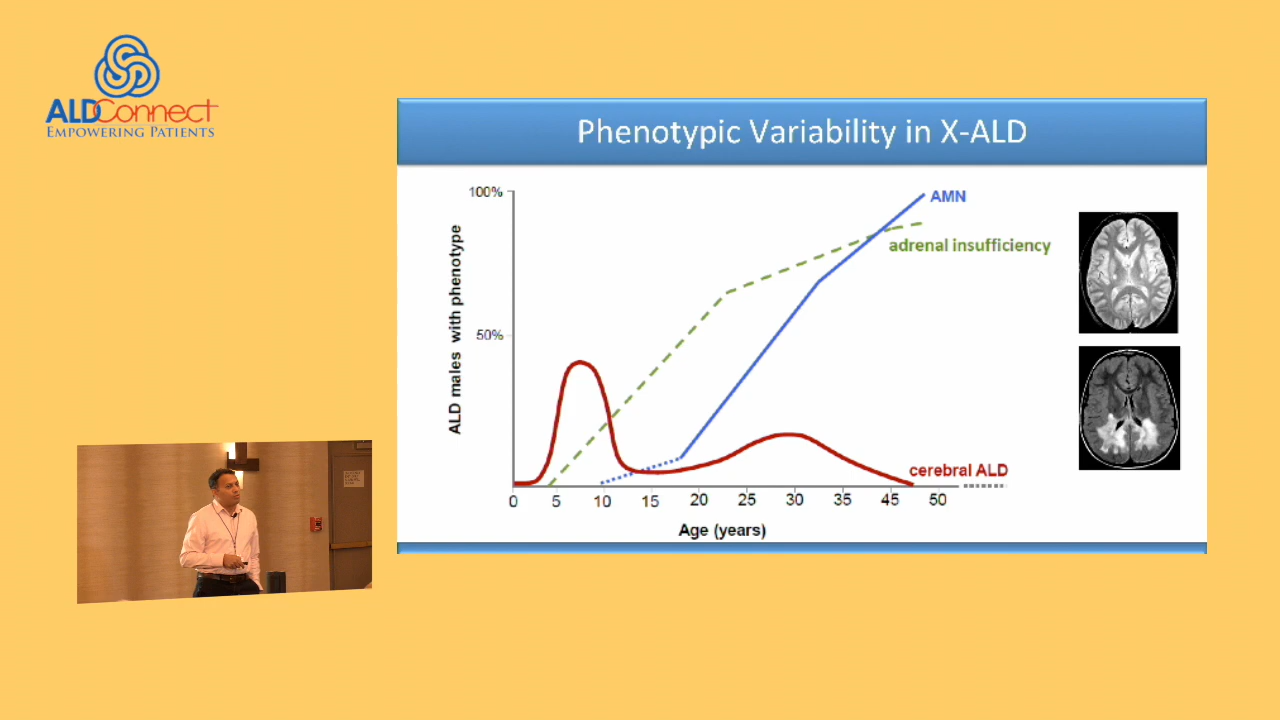 ALDConnect
EMPOWERING PATIENTS
Phenotypic Variability in X-ALD
100%
50%
ALD males with phenotype
AMN
adrenal insufficiency
cerebral ALD
0 5 10 15 20 25 30 35 45 50
Age (years)